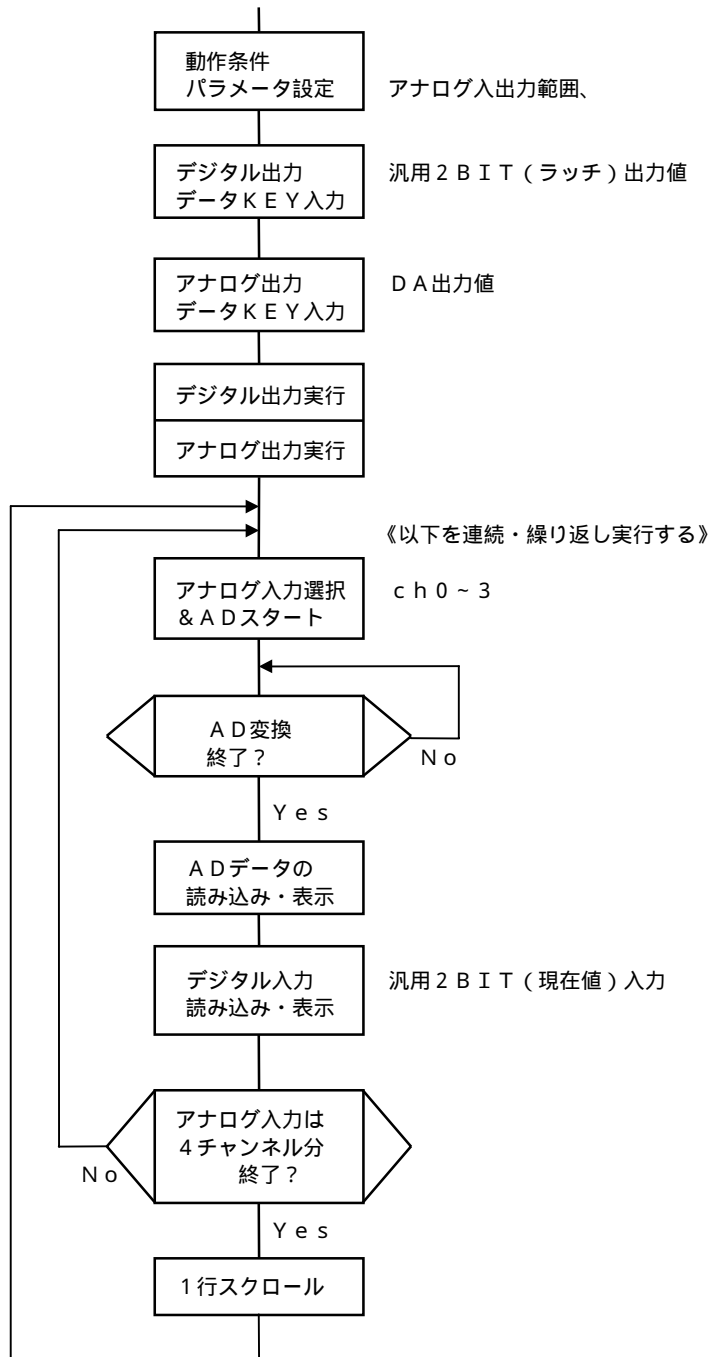 動作条件
パラメータ設定
アナログ入出力範囲、
デジタル出力
データＫＥＹ入力
汎用２ＢＩＴ（ラッチ）出力値
アナログ出力
データＫＥＹ入力
ＤＡ出力値
デジタル出力実行
アナログ出力実行
《以下を連続・繰り返し実行する》
アナログ入力選択
＆ＡＤスタート
ｃｈ０~３
ＡＤ変換
終了？
Ｎｏ
Ｙｅｓ
ＡＤデータの
読み込み・表示
デジタル入力
読み込み・表示
汎用２ＢＩＴ（現在値）入力
アナログ入力は
４チャンネル分
終了？
Ｎｏ
Ｙｅｓ
１行スクロール